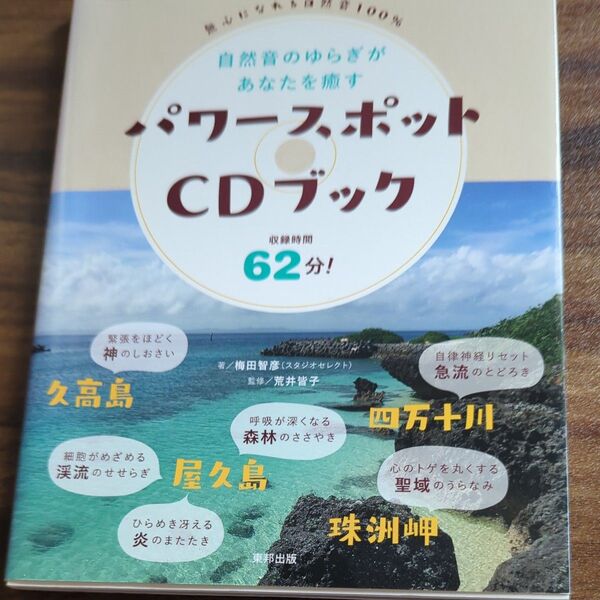 無心になれる自然音100%
自然音のゆらぎが
あなたを癒す
パワースポット
CDブック
収録時間
62分!
著/梅田智彦(スタジオセレクト)
監修/荒井皆子
緊張をほどく
神のしおさい
久高島
自律神経リセット
急流のとどろき
四万十川
呼吸が深くなる
森林のささやき
細胞がめざめる
渓流のせせらぎ
屋久島
心のトゲを丸くする
聖域のうらなみ
珠洲岬
ひらめき冴える
炎のまたたき
東邦出版